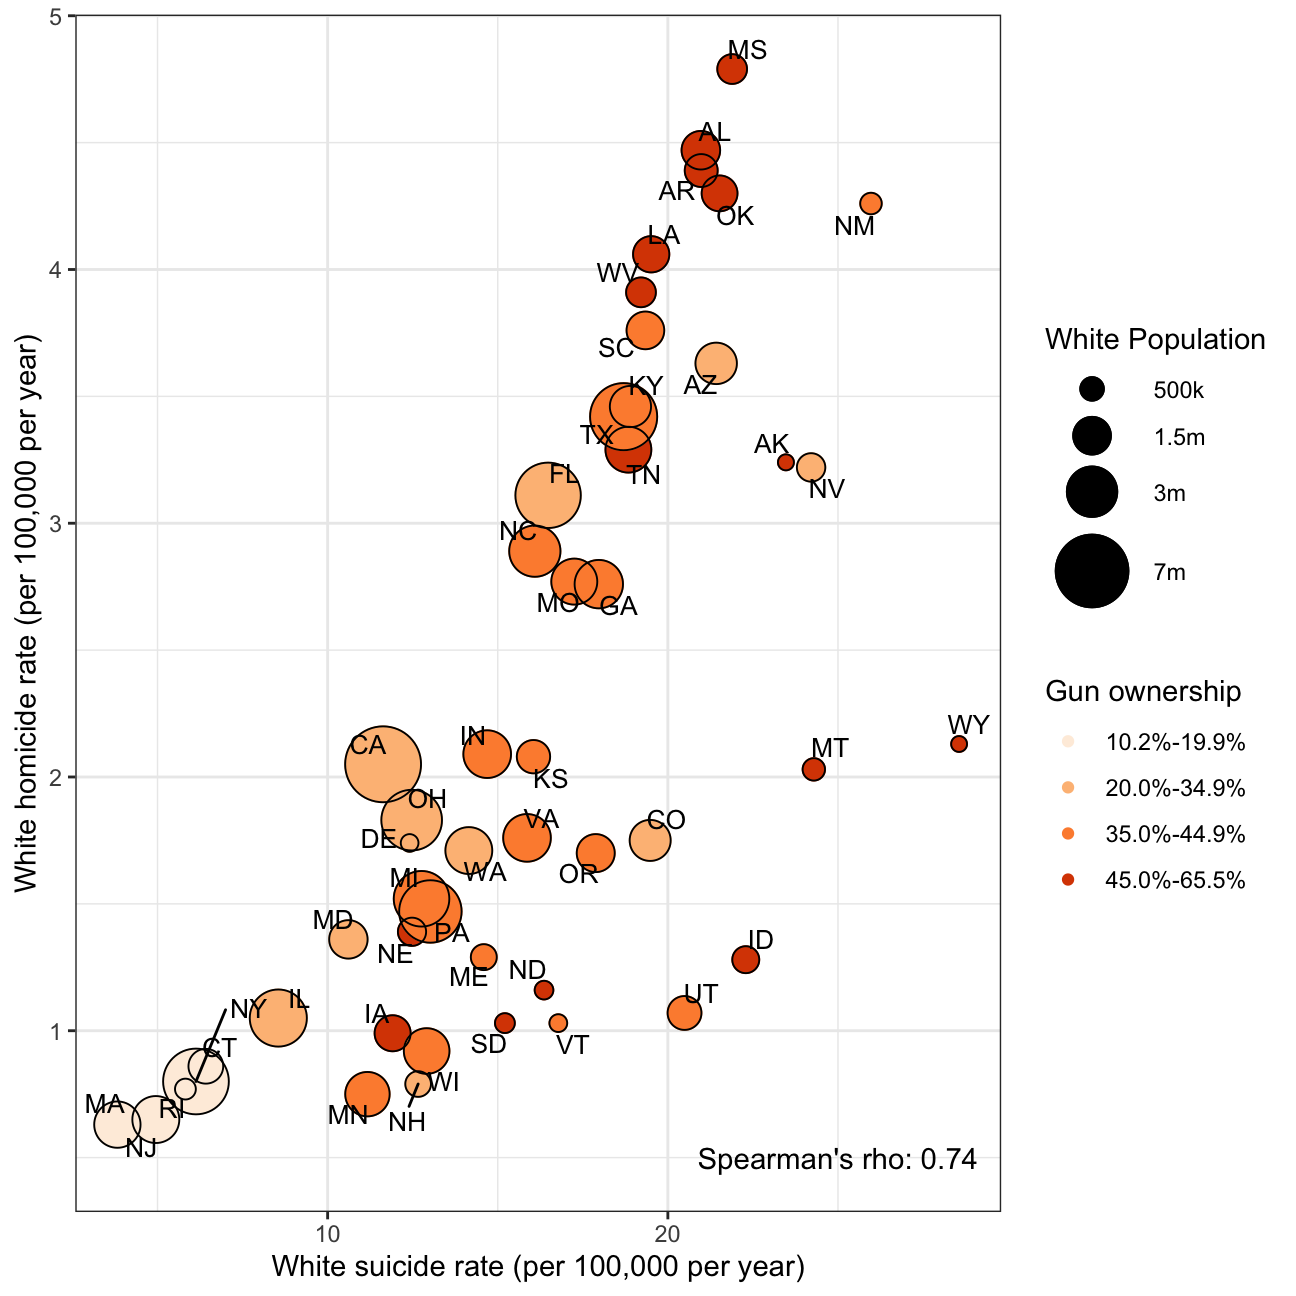 5
MS
AL
AR
OK
NM
LA
4
WV
SC
AZ
KY
TX
AK
TN
FL
NV
3
NC
MO
GA
White homicide rate (per 100,000 per year)
WY
CA
IN
MT
KS
2
OH
DE
VA
CO
WA
OR
MI
MD
PA
NE
ID
ME
ND
UT
NY
IL
IA
1
CT
SD
VT
WI
MA
RI
MN
NH
NJ
Spearman's rho: 0.74
10
20
White suicide rate (per 100,000 per year)
White Population
500k
1.5m
3m
7m
Gun ownership
10.2%-19.9%
20.0%-34.9%
35.0%-44.9%
45.0%-65.5%